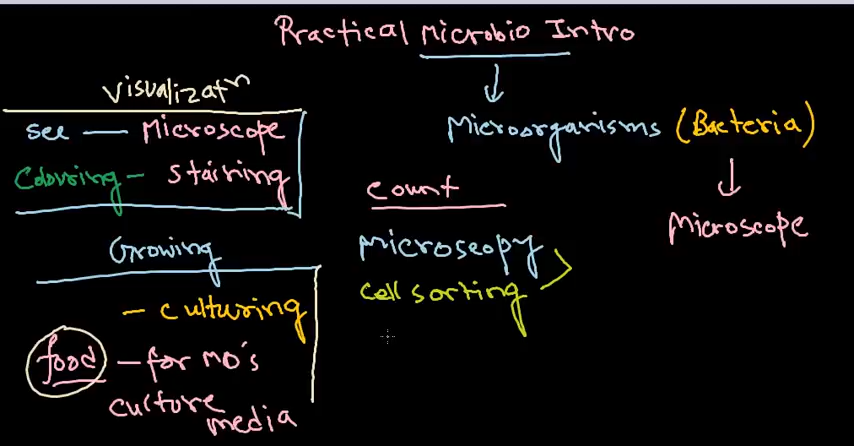 Practical Microbio Intro
Microorganisms (Bacteria)
Microscope
Visualizatn
see — Microscope
Colouring - Staining
Growing
- culturing
food - for MO's
culture media
count
Microscopy
cell sorting